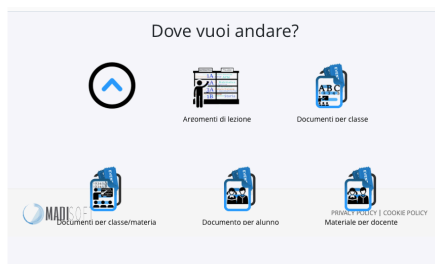 Dove vuoi andare?
Argomenti di lezione
Documenti per classe
MADISOFT
PRIVACY POLICY | COOKIE POLICY
Documenti per classe/materia
Documento per alunno
Materiale per docente